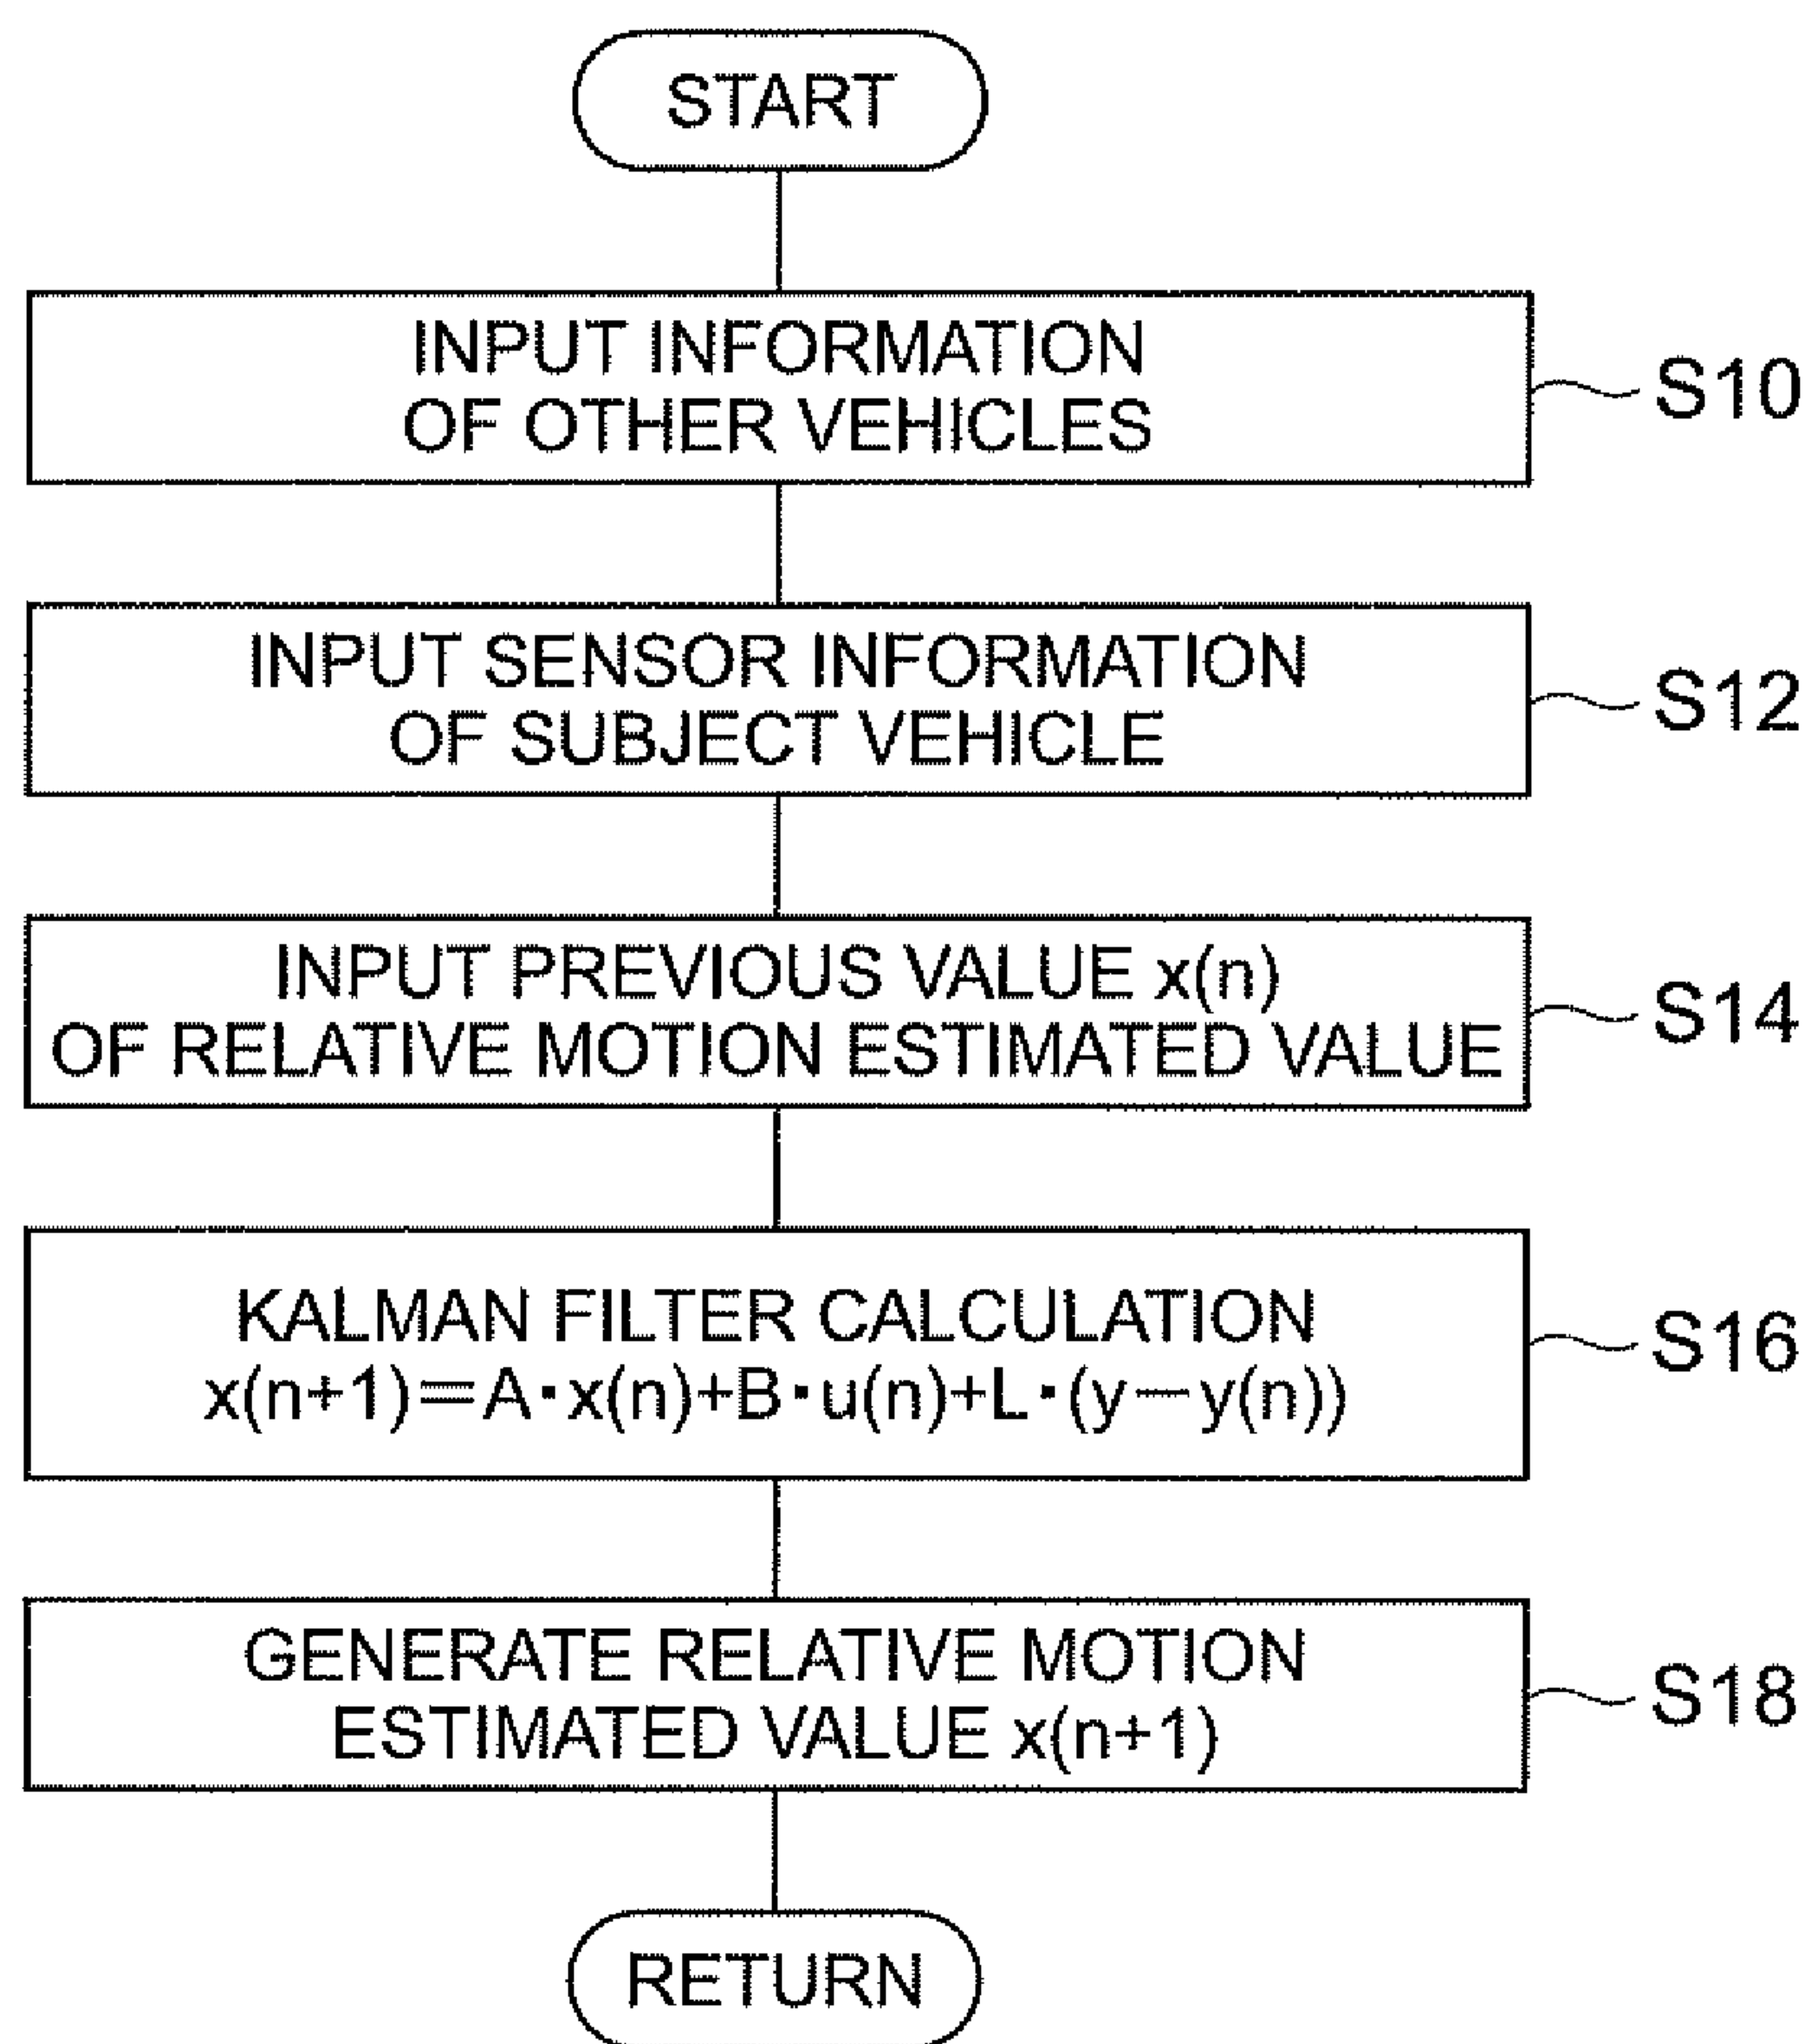 START
INPUT INFORMATION
OF OTHER VEHICLES
S10
INPUT SENSOR INFORMATION
OF SUBJECT VEHICLE
S12
INPUT PREVIOUS VALUE x(n)
OF RELATIVE MOTION ESTIMATED VALUE
S14
KALMAN FILTER CALCULATION
x(n+1)=A·x(n)+B·u(n)+L·(y-y(n))
S16
GENERATE RELATIVE MOTION
ESTIMATED VALUE x(n+1)
S18
RETURN